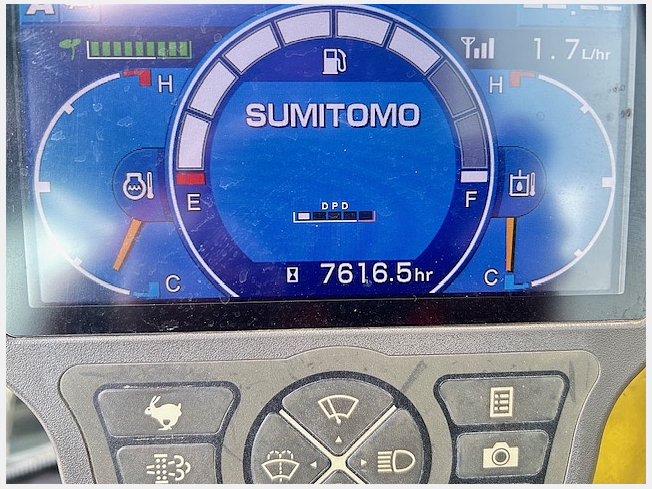 A
1.7L/hr
H
H
SUMITOMO
E
F
DPD
C
7616.5hr
C